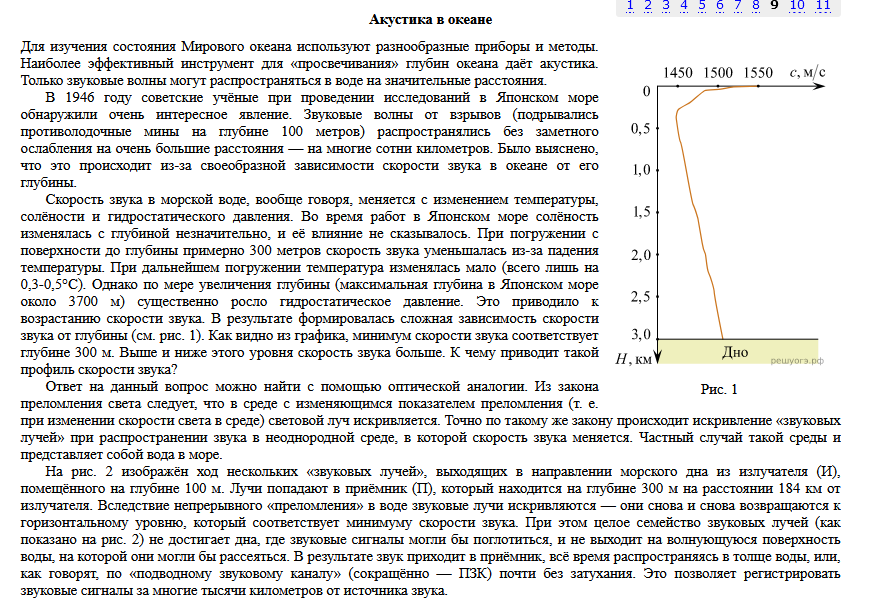 1 2 3 4 5 6 7 8 9 10 11
Акустика в океане
Для изучения состояния Мирового океана используют разнообразные приборы и методы.
Наиболее эффективный инструмент для «просвечивания» глубин океана даёт акустика.
Только звуковые волны могут распространяться в воде на значительные расстояния.
В 1946 году советские учёные при проведении исследований в Японском море
обнаружили очень интересное явление. Звуковые волны от взрывов (подрывались
противолодочные мины на глубине 100 метров) распространялись без заметного
ослабления на очень большие расстояния — на многие сотни километров. Было выяснено,
что это происходит из-за своеобразной зависимости скорости звука в океане от его
глубины.
Скорость звука в морской воде, вообще говоря, меняется с изменением температуры,
солёности и гидростатического давления. Во время работ в Японском море солёность
изменялась с глубиной незначительно, и её влияние не сказывалось. При погружении с
поверхности до глубины примерно 300 метров скорость звука уменьшалась из-за падения
температуры. При дальнейшем погружении температура изменялась мало (всего лишь на
0,3-0,5°С). Однако по мере увеличения глубины (максимальная глубина в Японском море
около 3700 м) существенно росло гидростатическое давление. Это приводило к
возрастанию скорости звука. В результате формировалась сложная зависимость скорости
звука от глубины (см. рис. 1). Как видно из графика, минимум скорости звука соответствует
глубине 300 м. Выше и ниже этого уровня скорость звука больше. К чему приводит такой
профиль скорости звука?
Ответ на данный вопрос можно найти с помощью оптической аналогии. Из закона
преломления света следует, что в среде с изменяющимся показателем преломления (т. е.
при изменении скорости света в среде) световой луч искривляется. Точно по такому же закону происходит искривление «звуковых
лучей» при распространении звука в неоднородной среде, в которой скорость звука меняется. Частный случай такой среды и
представляет собой вода в море.
На рис. 2 изображён ход нескольких «звуковых лучей», выходящих в направлении морского дна из излучателя (И),
помещённого на глубине 100 м. Лучи попадают в приёмник (П), который находится на глубине 300 м на расстоянии 184 км от
излучателя. Вследствие непрерывного «преломления» в воде звуковые лучи искривляются — они снова и снова возвращаются к
горизонтальному уровню, который соответствует минимуму скорости звука. При этом целое семейство звуковых лучей (как
показано на рис. 2) не достигает дна, где звуковые сигналы могли бы поглотиться, и не выходит на волнующуюся поверхность
воды, на которой они могли бы рассеяться. В результате звук приходит в приёмник, всё время распространяясь в толще воды, или,
как говорят, по «подводному звуковому каналу» (сокращённо — ПЗК) почти без затухания. Это позволяет регистрировать
звуковые сигналы за многие тысячи километров от источника звука.
1450 1500 1550 c, м/с
0
0,5
1,0
1,5
2,0
2,5
3,0
Дно
H, км
решуогэ.рф
Рис. 1